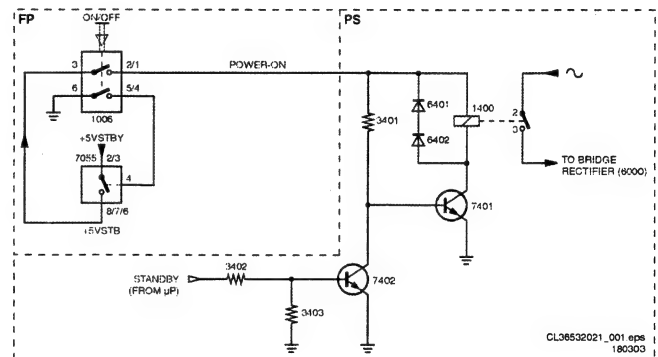 FP
ON/OFF
PS
3
2/1
POWER-ON
6
5/4
1006
+5VSTBY
7055
2/3
4
8/7/6
+5VSTB
3401
6401
6402
1400
2
3
TO BRIDGE
RECTIFIER (6000)
7401
STANDBY
(FROM µP)
3402
7402
3403
CL36532021_001.eps
180303